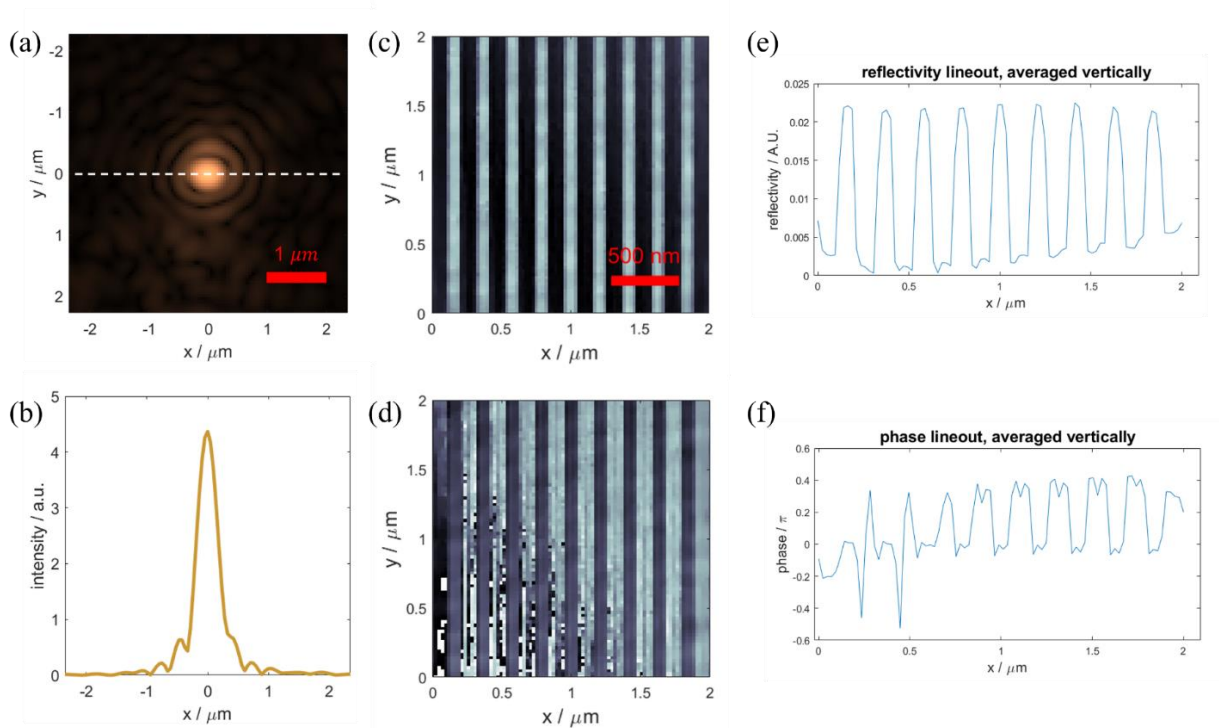 (a)
-2
-1
0
1
2
y / μm
1 μm
-2 -1 0 1 2
x / μm
(b)
5
4
3
2
1
0
intensity / a.u.
-2 -1 0 1 2
x / μm
(c)
2
1.5
1
0.5
0
y / μm
500 nm
0 0.5 1 1.5 2
x / μm
(d)
2
1.5
1
0.5
0
y / μm
0 0.5 1 1.5 2
x / μm
(e)
reflectivity lineout, averaged vertically
0.025
0.02
0.015
0.01
0.005
0
reflectivity / A.U.
0 0.5 1 1.5 2
x / μm
(f)
phase lineout, averaged vertically
0.6
0.4
0.2
0
-0.2
-0.4
-0.6
phase / π
0 0.5 1 1.5 2
x / μm